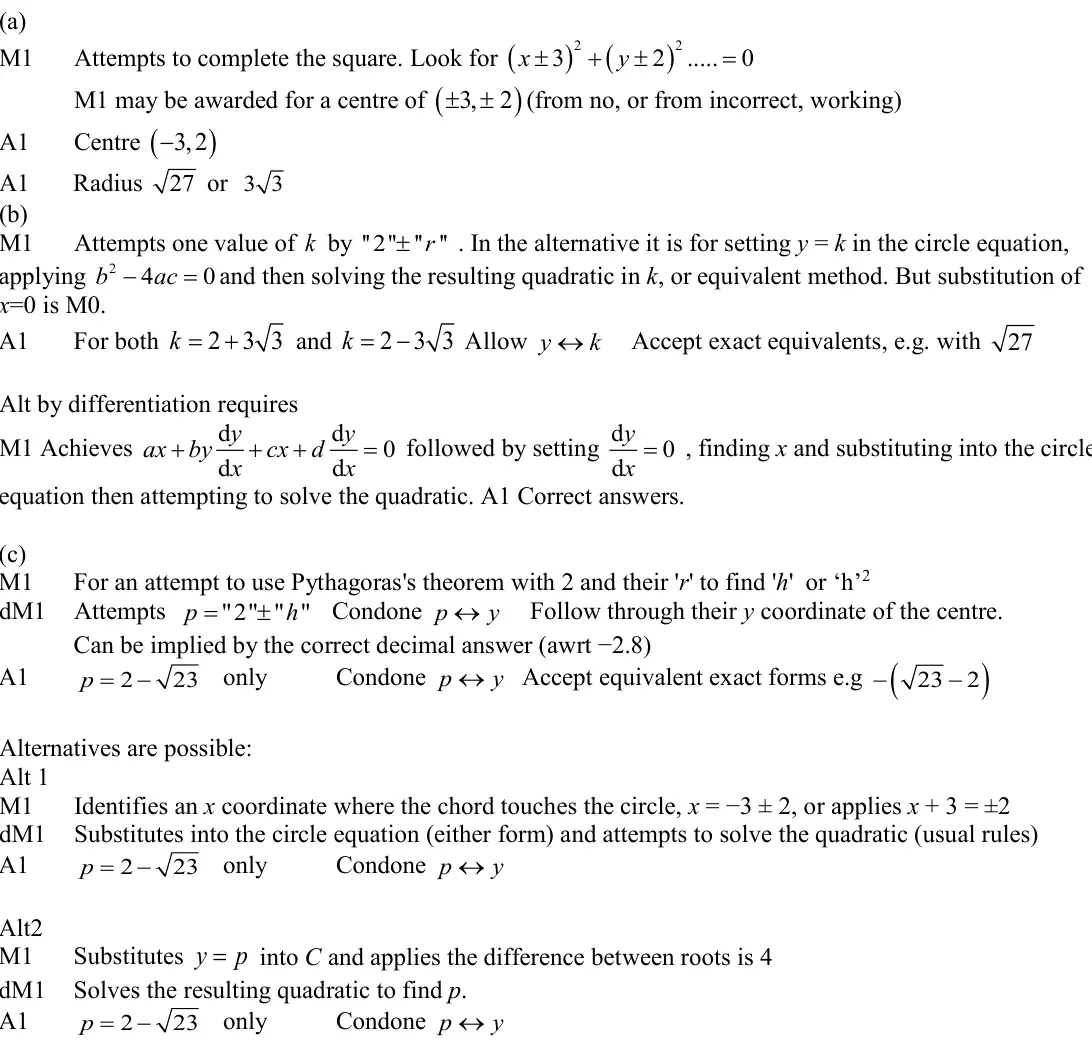 (a)
M1 Attempts to complete the square. Look for (x ± 3)² + (y ± 2)² ..... = 0
M1 may be awarded for a centre of (±3, ± 2) (from no, or from incorrect, working)
A1 Centre (−3, 2)
A1 Radius √27 or 3√3
(b)
M1 Attempts one value of k by "2"± "r" . In the alternative it is for setting y = k in the circle equation,
applying b² − 4ac = 0 and then solving the resulting quadratic in k, or equivalent method. But substitution of
x=0 is M0.
A1 For both k = 2 + 3√3 and k = 2 − 3√3 Allow y ↔ k Accept exact equivalents, e.g. with √27
Alt by differentiation requires
M1 Achieves ax + by dy/dx + cx + d dy/dx = 0 followed by setting dy/dx = 0 , finding x and substituting into the circle
equation then attempting to solve the quadratic. A1 Correct answers.
(c)
M1 For an attempt to use Pythagoras's theorem with 2 and their 'r' to find 'h' or ‘h’²
dM1 Attempts p = "2"± "h" Condone p ↔ y Follow through their y coordinate of the centre.
Can be implied by the correct decimal answer (awrt −2.8)
A1 p = 2 − √23 only Condone p ↔ y Accept equivalent exact forms e.g −(√23 − 2)
Alternatives are possible:
Alt 1
M1 Identifies an x coordinate where the chord touches the circle, x = −3 ± 2, or applies x + 3 = ±2
dM1 Substitutes into the circle equation (either form) and attempts to solve the quadratic (usual rules)
A1 p = 2 − √23 only Condone p ↔ y
Alt2
M1 Substitutes y = p into C and applies the difference between roots is 4
dM1 Solves the resulting quadratic to find p.
A1 p = 2 − √23 only Condone p ↔ y